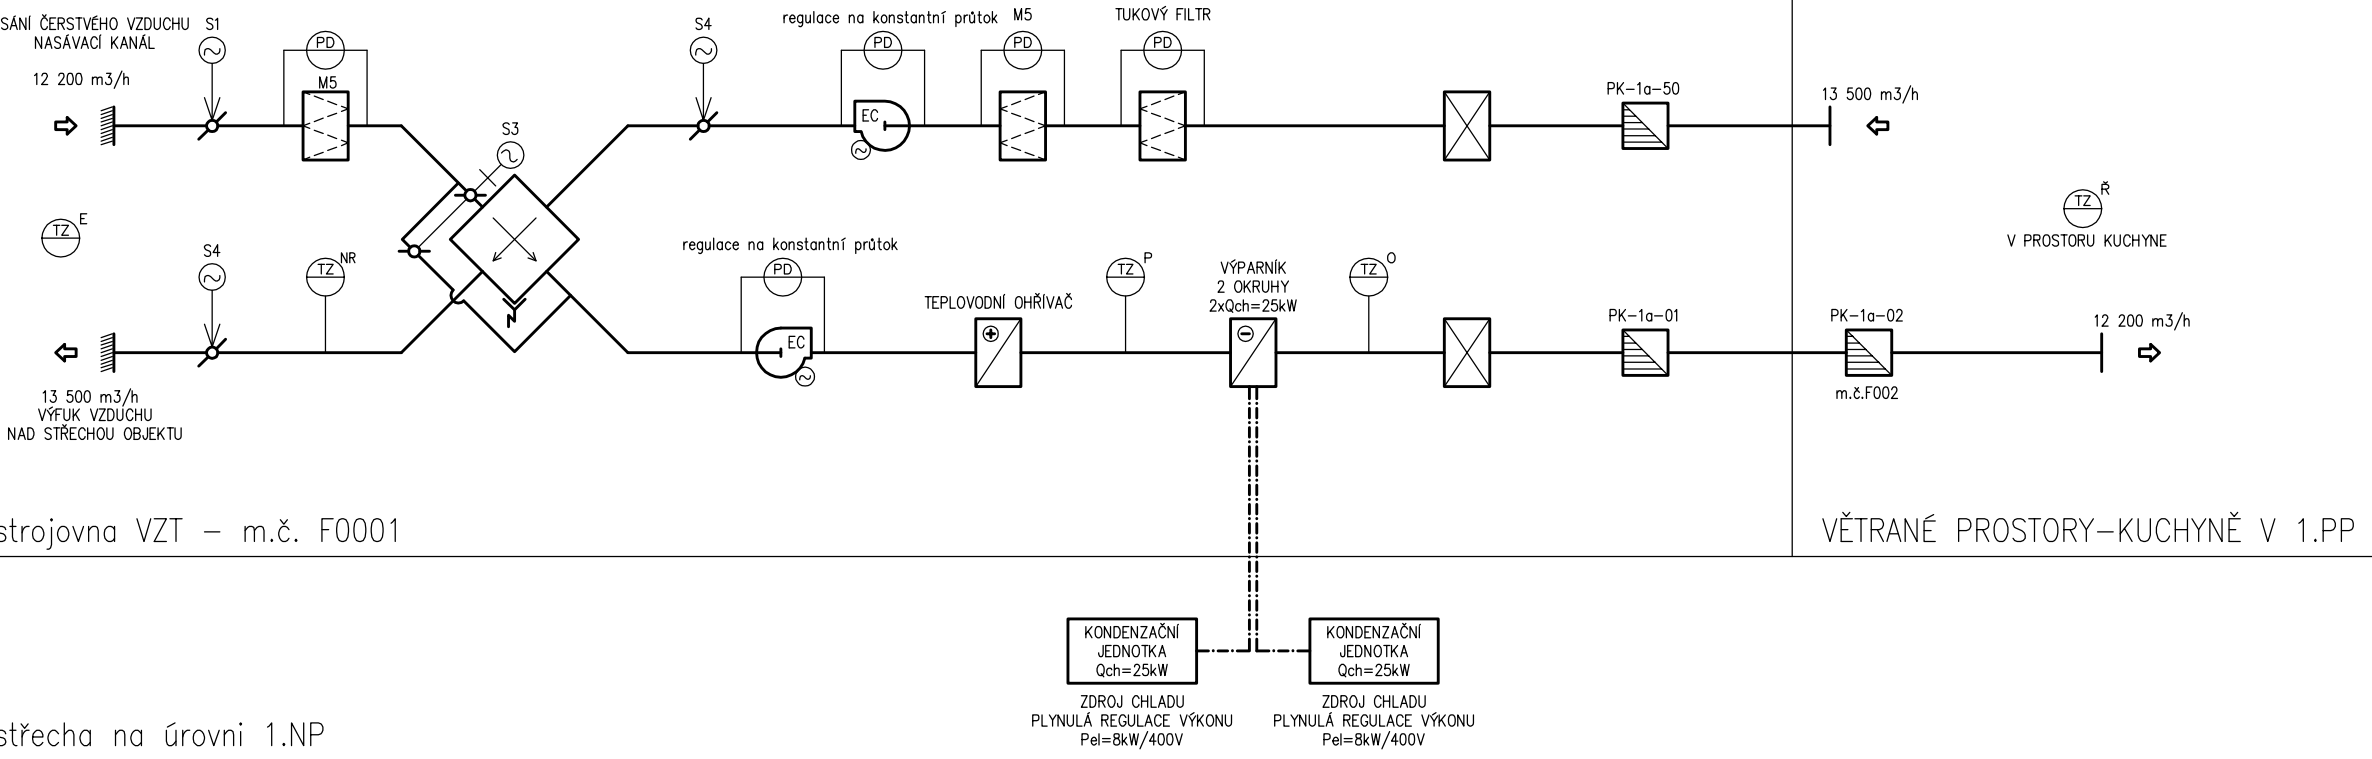 SÁNÍ ČERSTVÉHO VZDUCHU
NASÁVACÍ KANÁL
12 200 m3/h
S1
PD
M5
S3
S4
regulace na konstantní průtok
PD
EC
M5
PD
TUKOVÝ FILTR
PD
PK-1a-50
13 500 m3/h
TZ
E
S4
TZ
NR
regulace na konstantní průtok
PD
EC
TEPLOVODNÍ OHŘÍVAČ
TZ
P
VÝPARNÍK
2 OKRUHY
2xQch=25kW
TZ
O
PK-1a-01
PK-1a-02
m.č.F002
TZ
Ř
V PROSTORU KUCHYNE
12 200 m3/h
13 500 m3/h
VÝFUK VZDUCHU
NAD STŘECHOU OBJEKTU
strojovna VZT – m.č. F0001
VĚTRANÉ PROSTORY–KUCHYNĚ V 1.PP
KONDENZAČNÍ
JEDNOTKA
Qch=25kW
ZDROJ CHLADU
PLYNULÁ REGULACE VÝKONU
Pel=8kW/400V
KONDENZAČNÍ
JEDNOTKA
Qch=25kW
ZDROJ CHLADU
PLYNULÁ REGULACE VÝKONU
Pel=8kW/400V
střecha na úrovni 1.NP